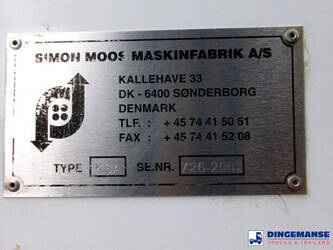 SIMON MOOS MASKINFABRIK A/S
KALLEHAVE 33
DK - 6400 SØNDERBORG
DENMARK
TLF. : + 45 74 41 50 51
FAX : + 45 74 41 52 08
TYPE KSA SE.NR.
DINGEMANSE
TRUCKS & TRAILERS